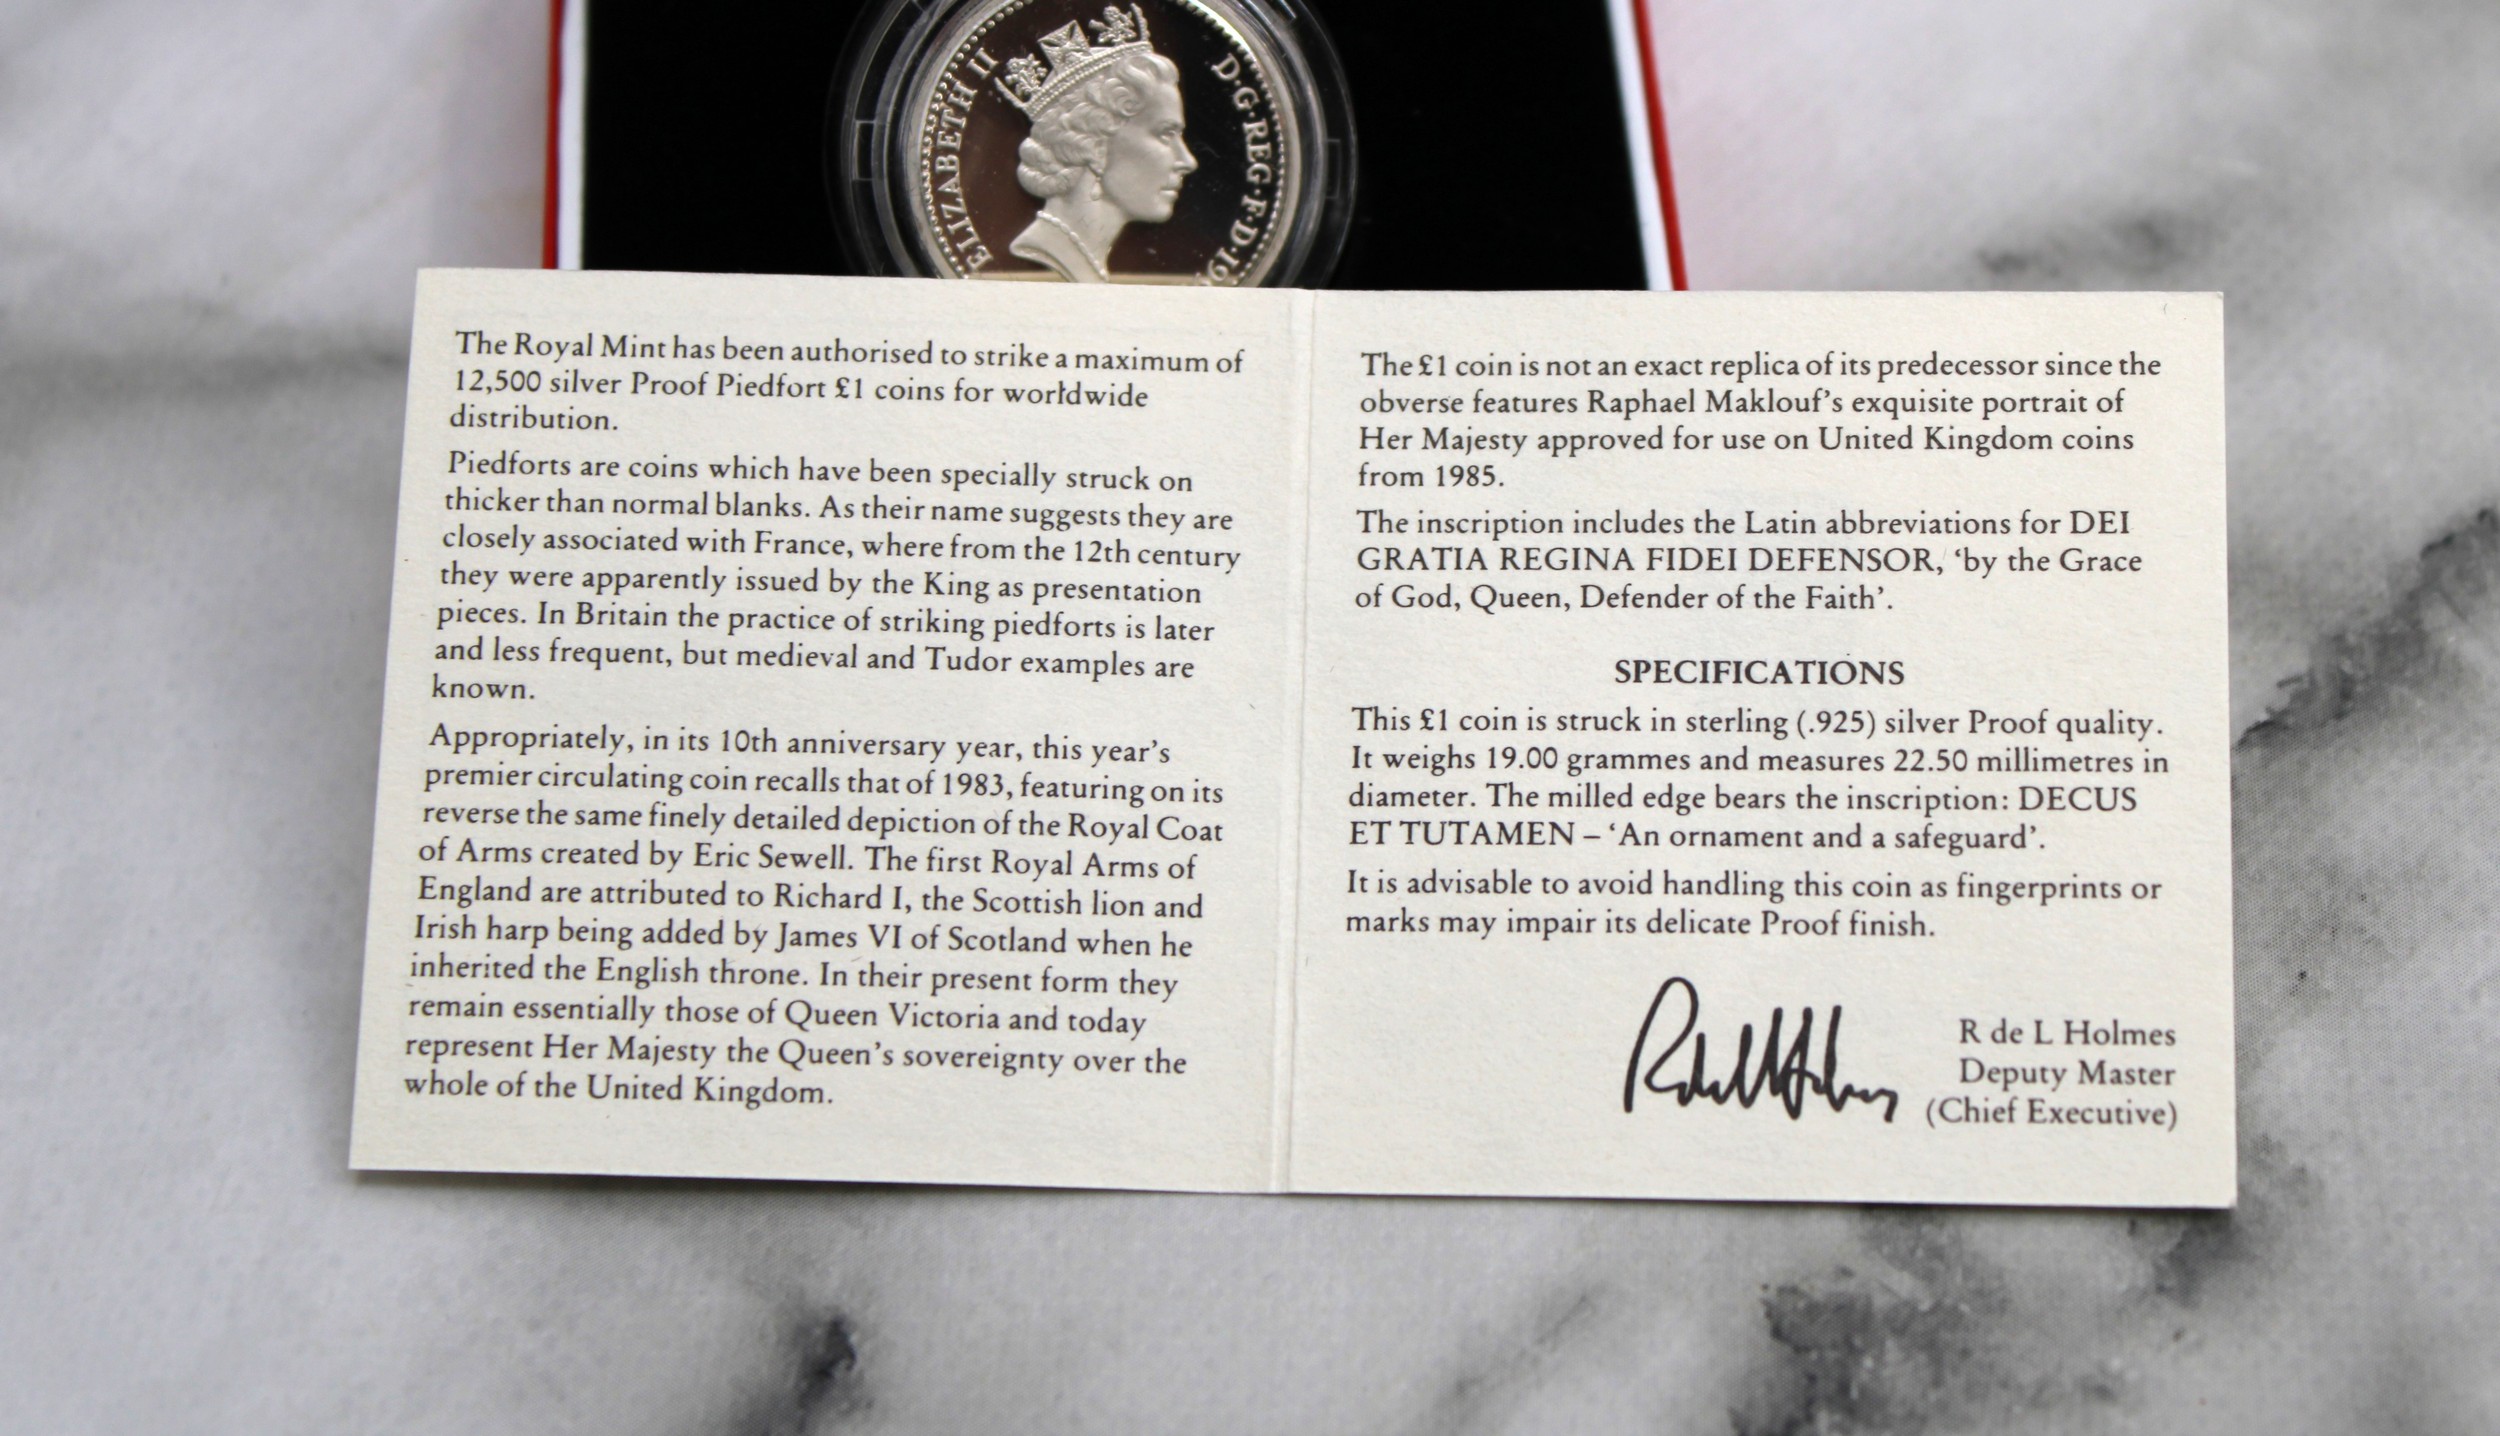 ELIZABETH II
D·G·REG·F·D·19
The Royal Mint has been authorised to strike a maximum of
12,500 silver Proof Piedfort £1 coins for worldwide
distribution.
Piedforts are coins which have been specially struck on
thicker than normal blanks. As their name suggests they are
closely associated with France, where from the 12th century
they were apparently issued by the King as presentation
pieces. In Britain the practice of striking piedforts is later
and less frequent, but medieval and Tudor examples are
known.
Appropriately, in its 10th anniversary year, this year's
premier circulating coin recalls that of 1983, featuring on its
reverse the same finely detailed depiction of the Royal Coat
of Arms created by Eric Sewell. The first Royal Arms of
England are attributed to Richard I, the Scottish lion and
Irish harp being added by James VI of Scotland when he
inherited the English throne. In their present form they
remain essentially those of Queen Victoria and today
represent Her Majesty the Queen's sovereignty over the
whole of the United Kingdom.
The £1 coin is not an exact replica of its predecessor since the
obverse features Raphael Maklouf's exquisite portrait of
Her Majesty approved for use on United Kingdom coins
from 1985.
The inscription includes the Latin abbreviations for DEI
GRATIA REGINA FIDEI DEFENSOR, 'by the Grace
of God, Queen, Defender of the Faith'.
SPECIFICATIONS
This £1 coin is struck in sterling (.925) silver Proof quality.
It weighs 19.00 grammes and measures 22.50 millimetres in
diameter. The milled edge bears the inscription: DECUS
ET TUTAMEN – 'An ornament and a safeguard'.
It is advisable to avoid handling this coin as fingerprints or
marks may impair its delicate Proof finish.
R de L Holmes
Deputy Master
(Chief Executive)